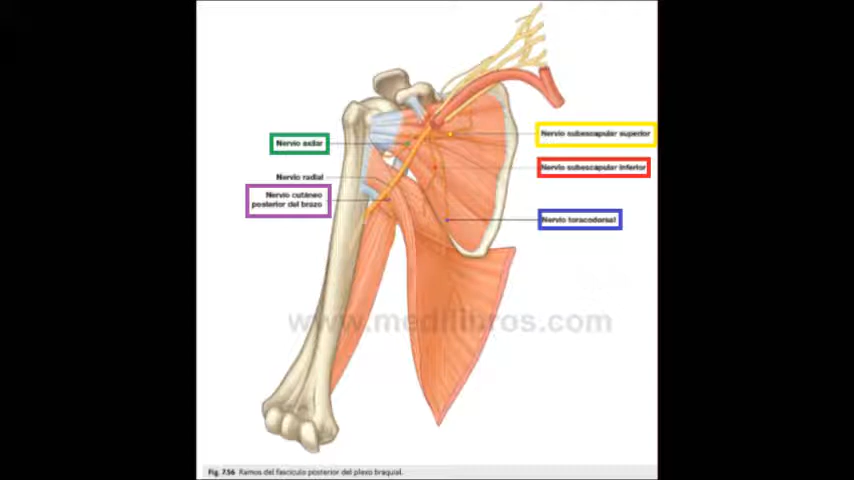 Nervio subescapular superior
Nervio axilar
Nervio subescapular inferior
Nervio radial
Nervio cutáneo
posterior del brazo
Nervio toracodorsal
www.medilibros.com
Fig. 7.56 Ramos del fascículo posterior del plexo braquial.